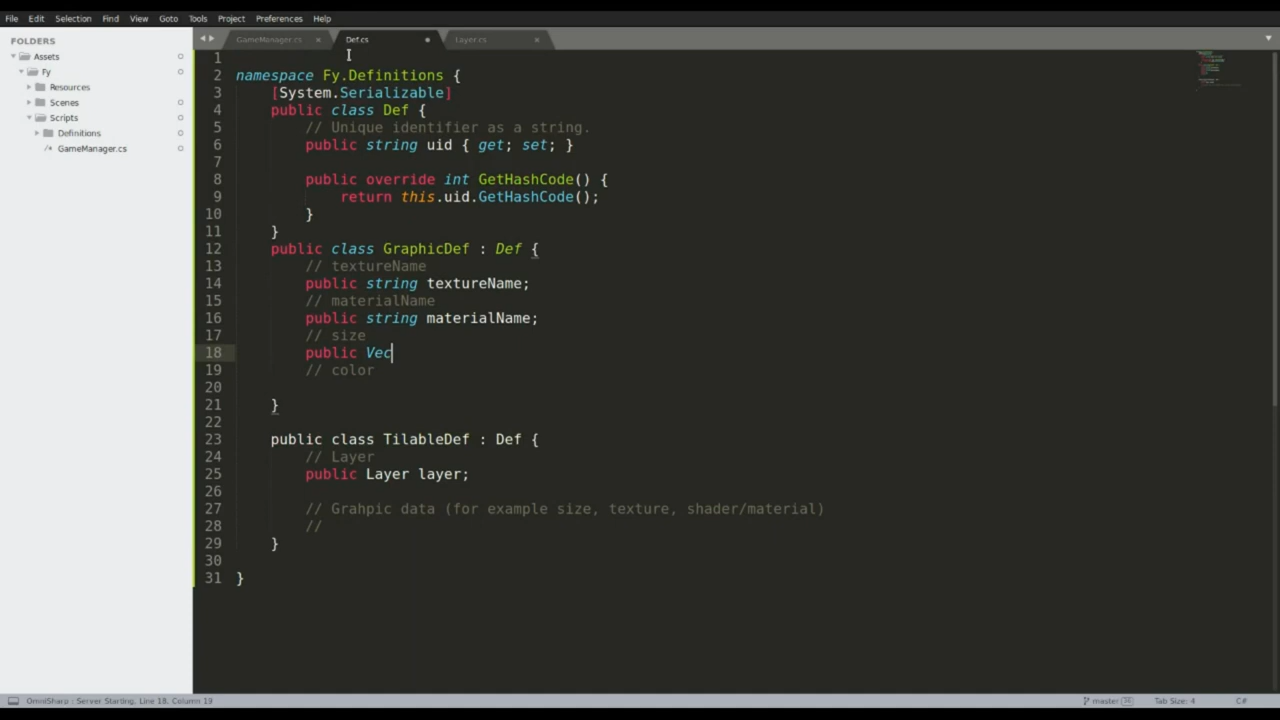 File Edit Selection Find View Goto Tools Project Preferences Help
FOLDERS
Assets
Fy
Resources
Scenes
Scripts
Definitions
/* GameManager.cs
GameManager.cs × Def.cs Layer.cs ×
1
2 namespace Fy.Definitions {
3 [System.Serializable]
4 public class Def {
5 // Unique identifier as a string.
6 public string uid { get; set; }
7
8 public override int GetHashCode() {
9 return this.uid.GetHashCode();
10 }
11 }
12 public class GraphicDef : Def {
13 // textureName
14 public string textureName;
15 // materialName
16 public string materialName;
17 // size
18 public Vec
19 // color
20
21 }
22
23 public class TilableDef : Def {
24 // Layer
25 public Layer layer;
26
27 // Grahpic data (for example size, texture, shader/material)
28 //
29 }
30
31 }
OmniSharp : Server Starting, Line 18, Column 19
master
Tab Size: 4
C#